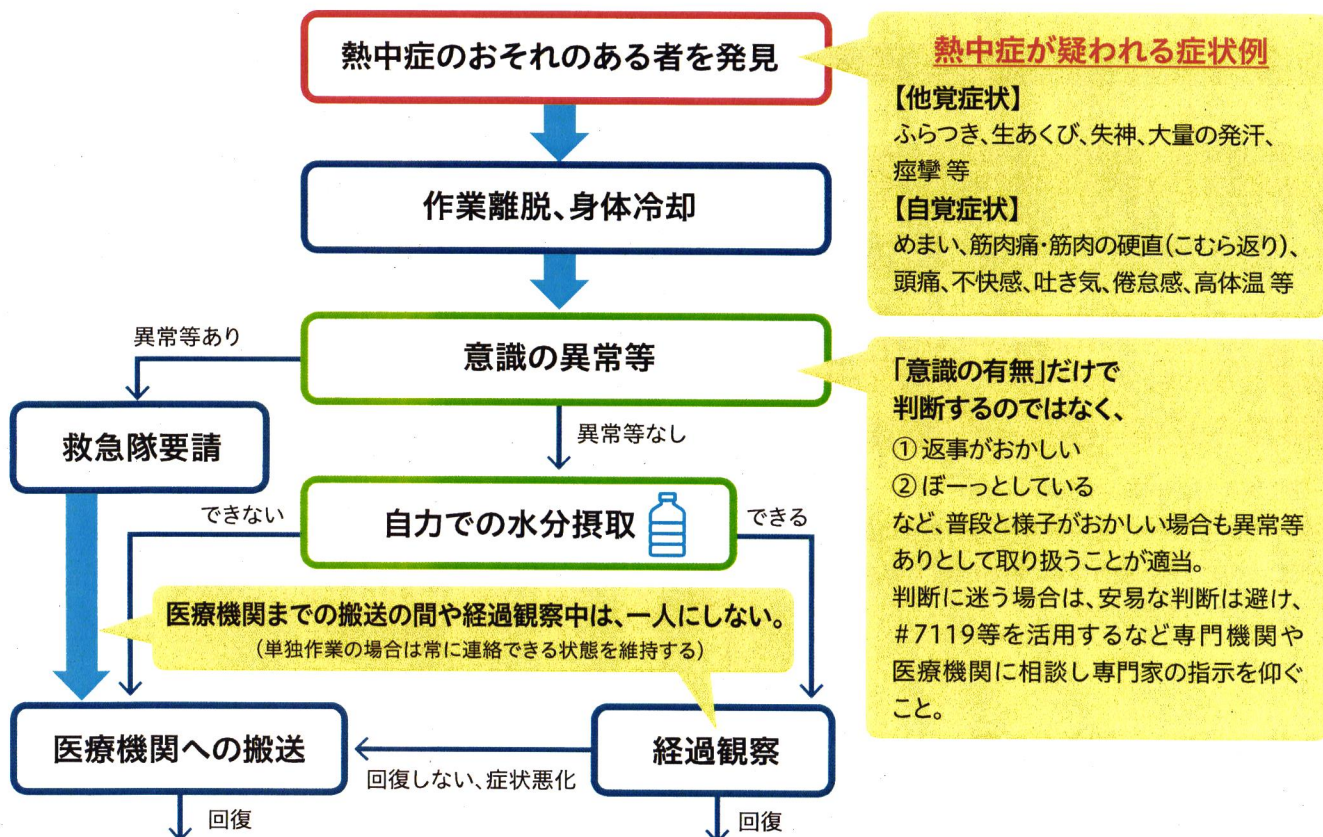 熱中症のおそれのある者を発見
熱中症が疑われる症状例
【他覚症状】
ふらつき、生あくび、失神、大量の発汗、
痙攣 等
【自覚症状】
めまい、筋肉痛・筋肉の硬直(こむら返り)、
頭痛、不快感、吐き気、倦怠感、高体温 等
作業離脱、身体冷却
異常等あり
意識の異常等
「意識の有無」だけで
判断するのではなく、
① 返事がおかしい
② ぼーっとしている
など、普段と様子がおかしい場合も異常等
ありとして取り扱うことが適当。
判断に迷う場合は、安易な判断は避け、
#7119等を活用するなど専門機関や
医療機関に相談し専門家の指示を仰ぐ
こと。
救急隊要請
異常等なし
できない
自力での水分摂取
できる
医療機関までの搬送の間や経過観察中は、一人にしない。
(単独作業の場合は常に連絡できる状態を維持する)
医療機関への搬送
回復しない、症状悪化
経過観察
回復
回復